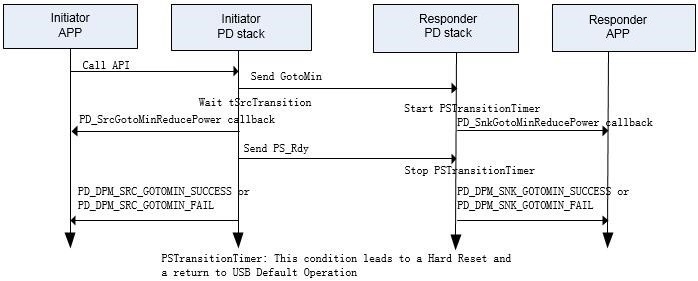 Initiator
APP
Initiator
PD stack
Responder
PD stack
Responder
APP
Call API
Send GotoMin
Wait tSrcTransition
Start PSTransitionTimer
PD_SrcGotoMinReducePower callback
PD_SnkGotoMinReducePower callback
Send PS_Rdy
Stop PSTransitionTimer
PD_DPM_SRC_GOTOMIN_SUCCESS or
PD_DPM_SRC_GOTOMIN_FAIL
PD_DPM_SNK_GOTOMIN_SUCCESS or
PD_DPM_SNK_GOTOMIN_FAIL
PSTransitionTimer: This condition leads to a Hard Reset and
a return to USB Default Operation